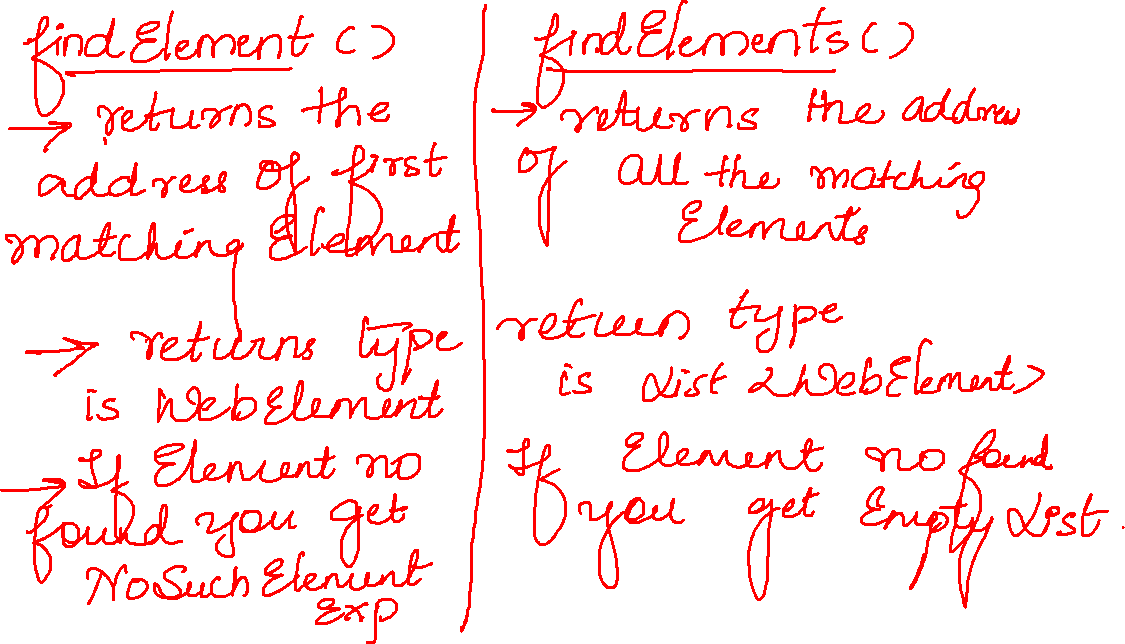 findElement ()
→ returns the
address of first
matching Element
→ returns type
is WebElement
→ If Element no
found you get
NoSuchElement
Exp
findElements ()
→ returns the address
of all the matching
Elements
return type
is List <WebElement>
If Element no found
you get Empty List.